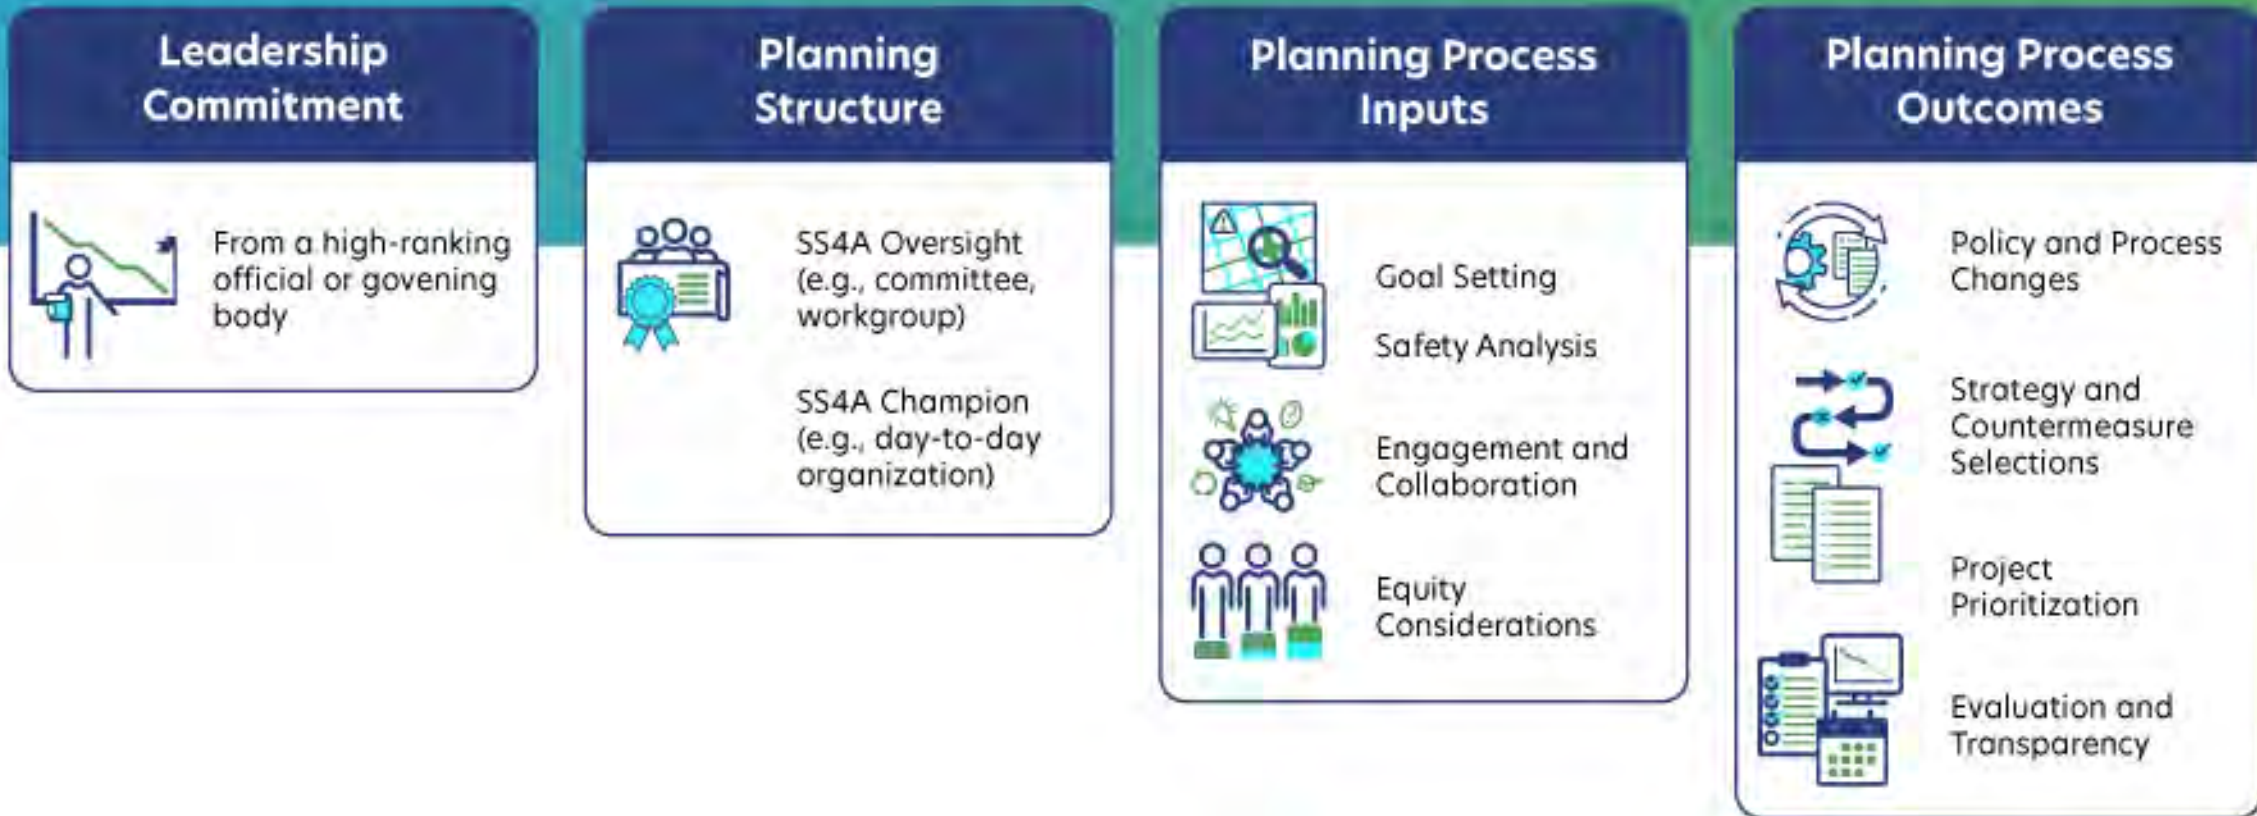 Leadership
Commitment
From a high-ranking
official or govening
body
Planning
Structure
SS4A Oversight
(e.g., committee,
workgroup)
SS4A Champion
(e.g., day-to-day
organization)
Planning Process
Inputs
Goal Setting
Safety Analysis
Engagement and
Collaboration
Equity
Considerations
Planning Process
Outcomes
Policy and Process
Changes
Strategy and
Countermeasure
Selections
Project
Prioritization
Evaluation and
Transparency